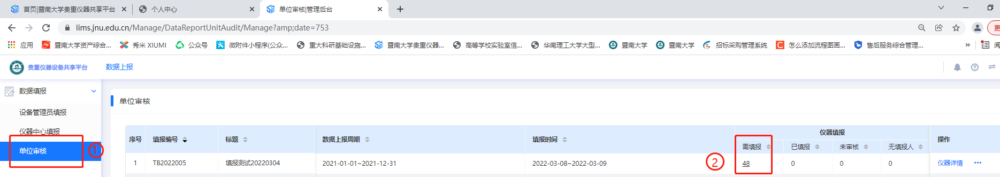 首页|暨南大学贵重仪器共享平台
个人中心
单位审核|管理后台
lims.jnu.edu.cn/Manage/DataReportUnitAudit/Manage?amp;date=753
更
应用
暨南大学资产综合...
秀米 XIUMI
公众号
微附件小程序(公众...
重大科研基础设施...
暨南大学贵重仪器...
高等学校实验室信...
华南理工大学大型...
暨南大学
暨南大学
招标采购管理系统
怎么添加流程图画...
售后服务综合管理...
»
阅
贵重仪器设备共享平台
数据上报
数据填报
设备管理员填报
仪器中心填报
单位审核
①
单位审核
序号 填报编号 标题 数据上报周期 填报时间 仪器填报 操作
需填报 已填报 未审核 无填报人
1 TB2022005 填报测试20220304 2021-01-01~2021-12-31 2022-03-08~2022-03-09 ② 48 0 0 0 仪器详情 ···